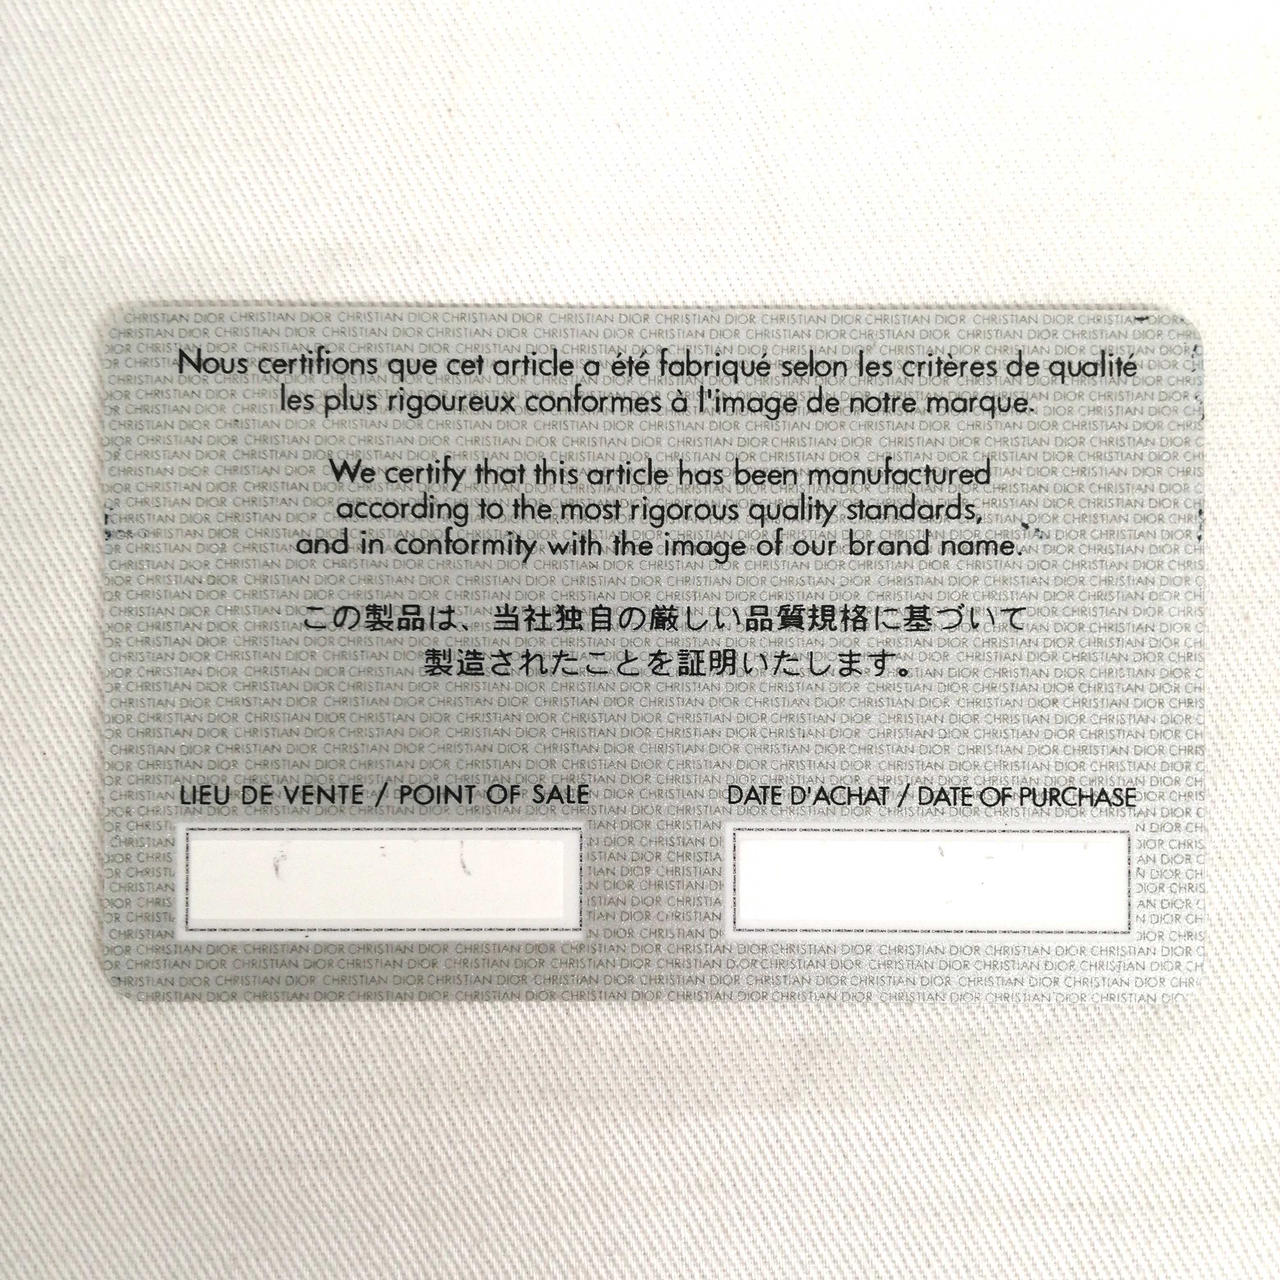 Nous certifions que cet article a été fabriqué selon les critères de qualité
les plus rigoureux conformes à l'image de notre marque.
We certify that this article has been manufactured
according to the most rigorous quality standards,
and in conformity with the image of our brand name.
この製品は、当社独自の厳しい品質規格に基づいて
製造されたことを証明いたします。
LIEU DE VENTE / POINT OF SALE
DATE D'ACHAT / DATE OF PURCHASE
CHRISTIAN DIOR